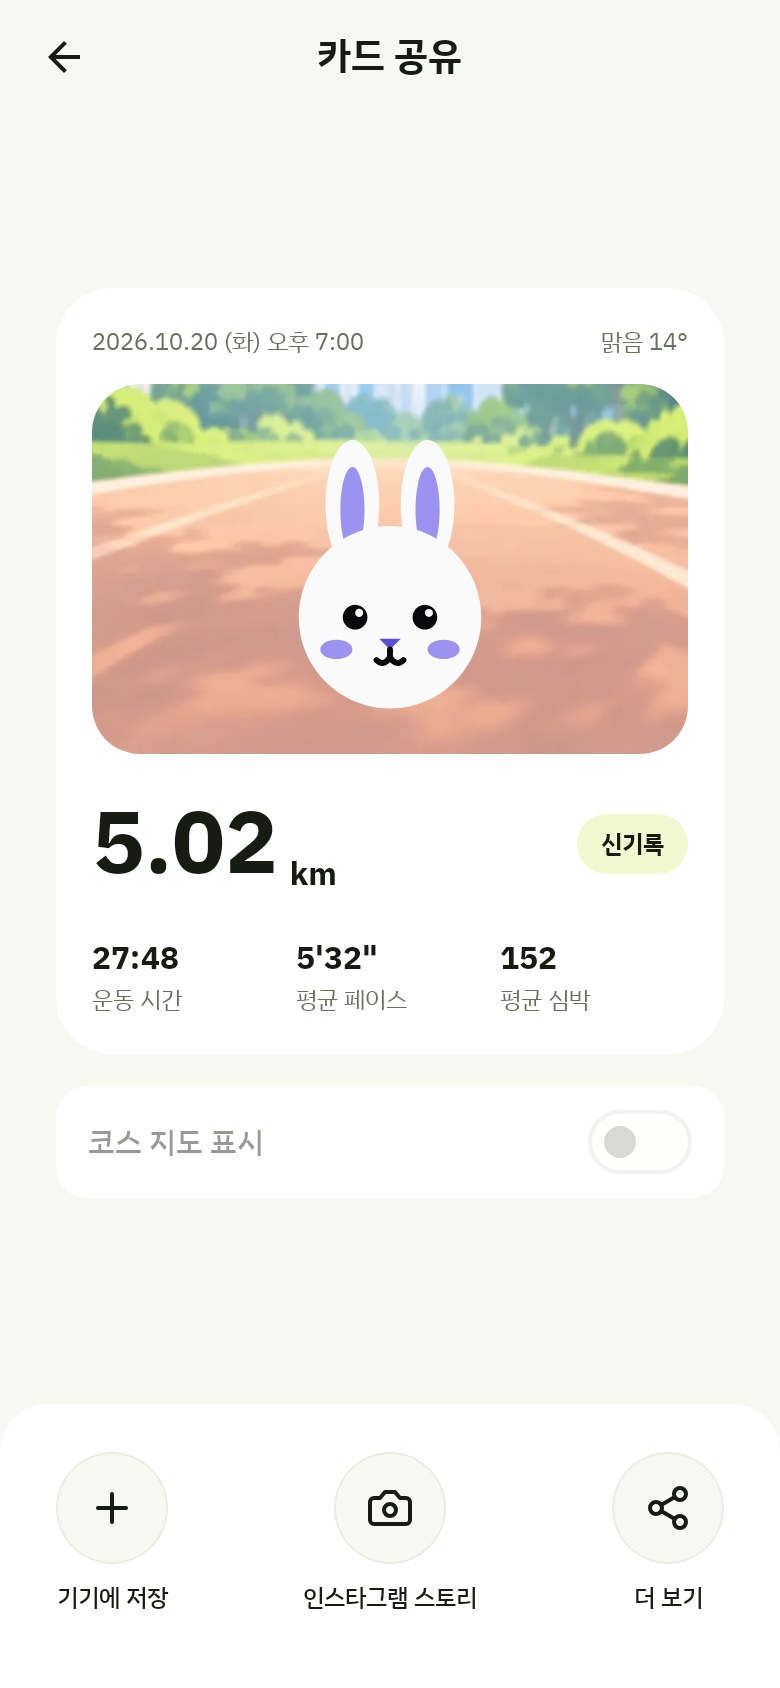 카드 공유
2026.10.20 (화) 오후 7:00 맑음 14°
5.02 km 신기록
27:48 5'32" 152
운동 시간 평균 페이스 평균 심박
코스 지도 표시
기기에 저장 인스타그램 스토리 더 보기